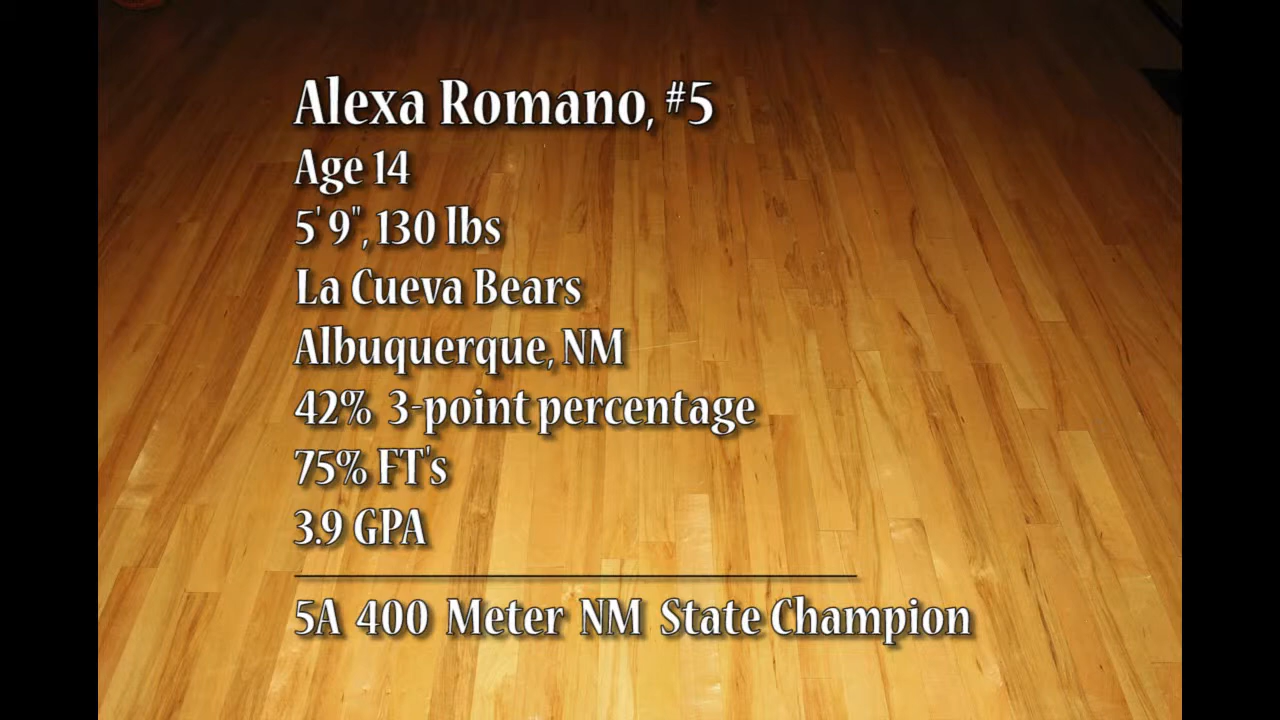 Alexa Romano, #5
Age 14
5' 9", 130 lbs
La Cueva Bears
Albuquerque, NM
42% 3-point percentage
75% FT's
3.9 GPA
5A 400 Meter NM State Champion